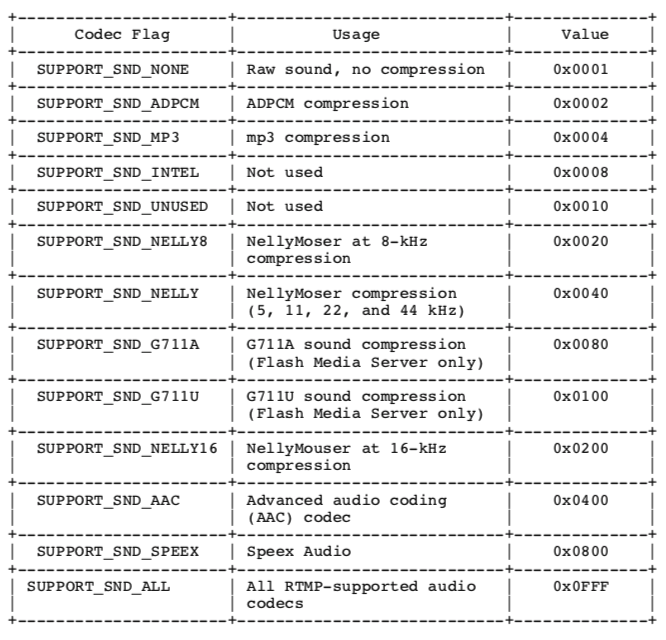 +---------------------+---------------------------+--------------+
| Codec Flag | Usage | Value |
+---------------------+---------------------------+--------------+
| SUPPORT_SND_NONE | Raw sound, no compression | 0x0001 |
+---------------------+---------------------------+--------------+
| SUPPORT_SND_ADPCM | ADPCM compression | 0x0002 |
+---------------------+---------------------------+--------------+
| SUPPORT_SND_MP3 | mp3 compression | 0x0004 |
+---------------------+---------------------------+--------------+
| SUPPORT_SND_INTEL | Not used | 0x0008 |
+---------------------+---------------------------+--------------+
| SUPPORT_SND_UNUSED | Not used | 0x0010 |
+---------------------+---------------------------+--------------+
| SUPPORT_SND_NELLY8 | NellyMoser at 8-kHz | 0x0020 |
| | compression | |
+---------------------+---------------------------+--------------+
| SUPPORT_SND_NELLY | NellyMoser compression | 0x0040 |
| | (5, 11, 22, and 44 kHz) | |
+---------------------+---------------------------+--------------+
| SUPPORT_SND_G711A | G711A sound compression | 0x0080 |
| | (Flash Media Server only) | |
+---------------------+---------------------------+--------------+
| SUPPORT_SND_G711U | G711U sound compression | 0x0100 |
| | (Flash Media Server only) | |
+---------------------+---------------------------+--------------+
| SUPPORT_SND_NELLY16 | NellyMouser at 16-kHz | 0x0200 |
| | compression | |
+---------------------+---------------------------+--------------+
| SUPPORT_SND_AAC | Advanced audio coding | 0x0400 |
| | (AAC) codec | |
+---------------------+---------------------------+--------------+
| SUPPORT_SND_SPEEX | Speex Audio | 0x0800 |
+---------------------+---------------------------+--------------+
| SUPPORT_SND_ALL | All RTMP-supported audio | 0x0FFF |
| | codecs | |
+---------------------+---------------------------+--------------+